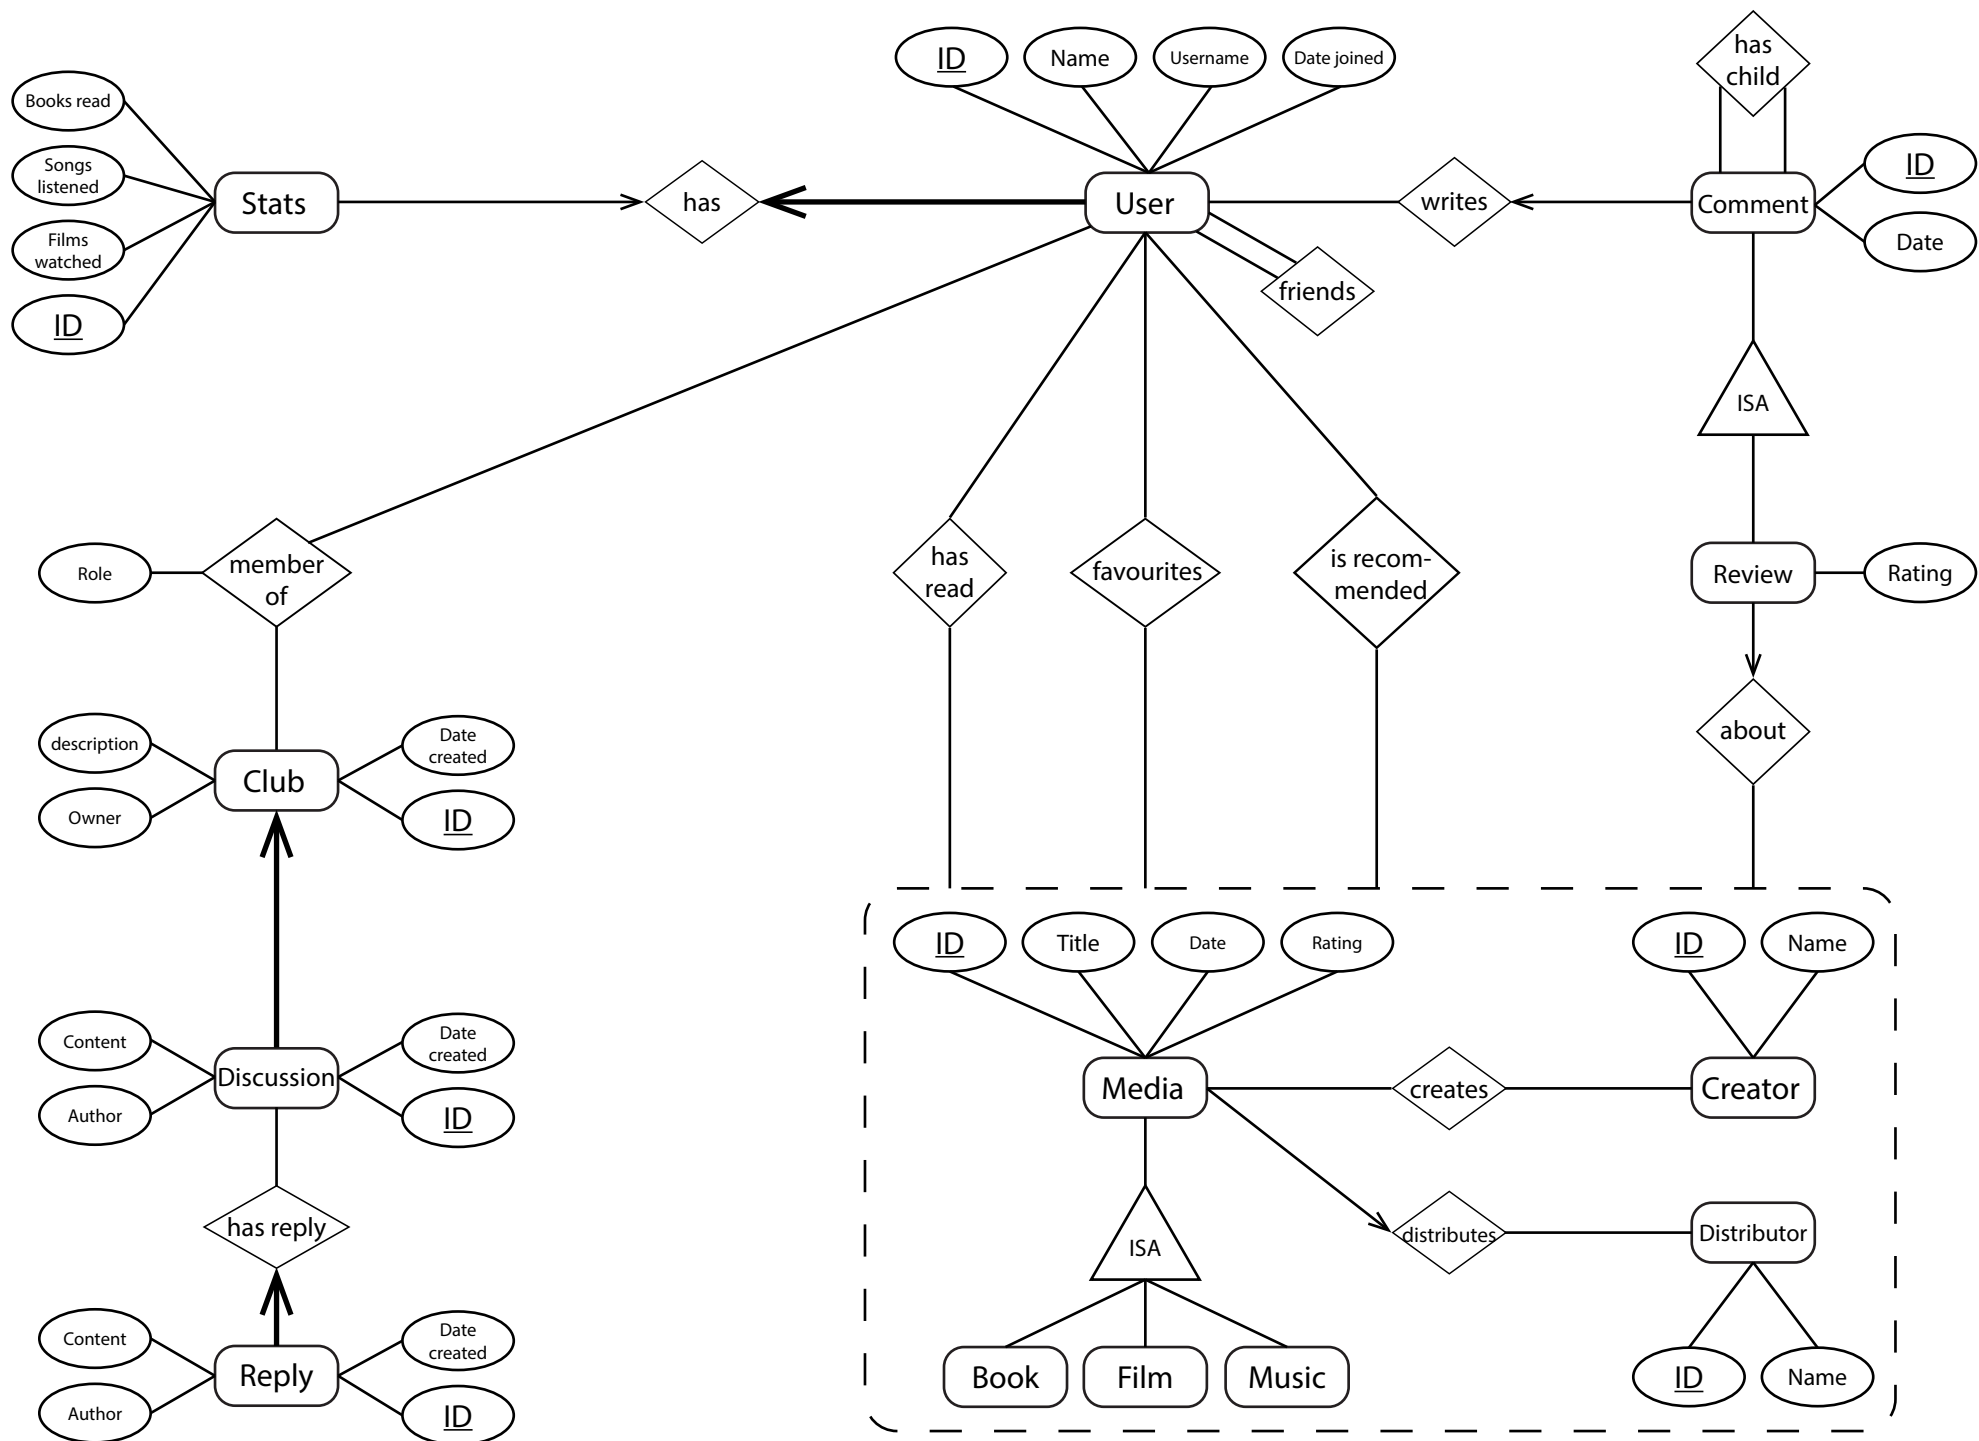 ID
Name
Username
Date joined
has
child
Books read
Songs
listened
Films
watched
ID
Stats
has
User
writes
Comment
ID
Date
friends
ISA
Role
member
of
has
read
favourites
is recom-
mended
Review
Rating
about
description
Owner
Club
Date
created
ID
Content
Author
Discussion
Date
created
ID
has reply
Content
Author
Reply
Date
created
ID
ID
Title
Date
Rating
ID
Name
Media
creates
Creator
ISA
distributes
Distributor
Book
Film
Music
ID
Name